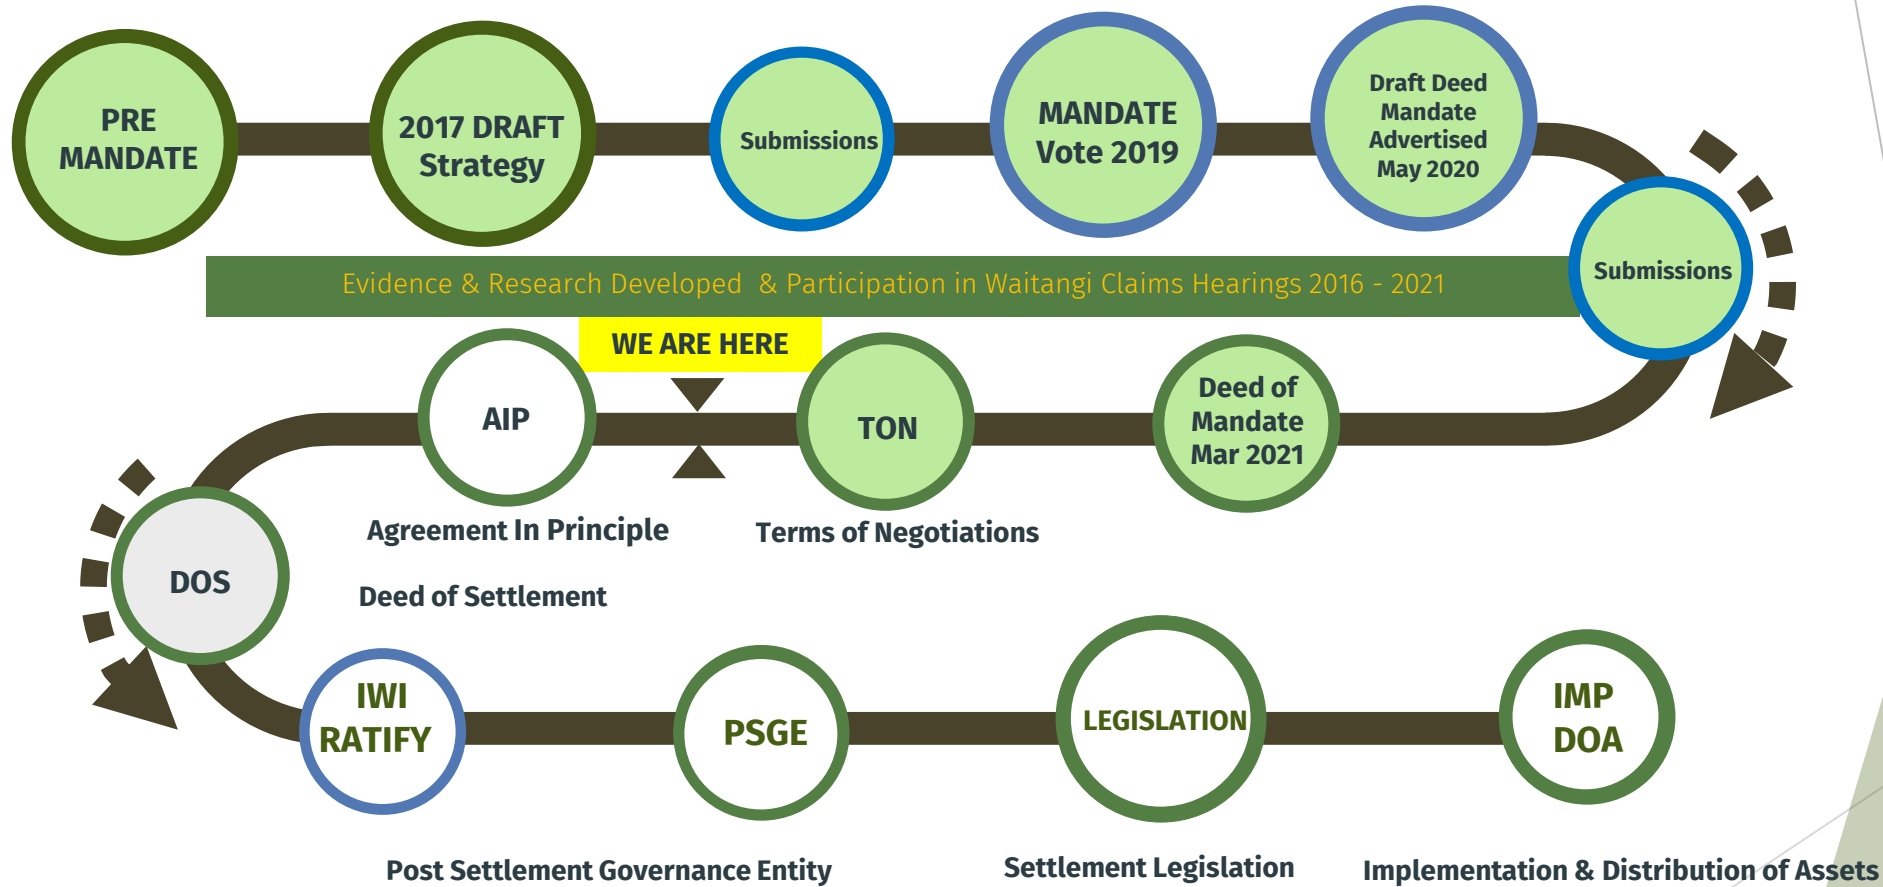 PRE
MANDATE
2017 DRAFT
Strategy
Submissions
MANDATE
Vote 2019
Draft Deed
Mandate
Advertised
May 2020
Submissions
Evidence & Research Developed  & Participation in Waitangi Claims Hearings 2016 - 2021
WE ARE HERE
Deed of
Mandate
Mar 2021
TON
Terms of Negotiations
AIP
Agreement In Principle
DOS
Deed of Settlement
IWI
RATIFY
PSGE
Post Settlement Governance Entity
LEGISLATION
Settlement Legislation
IMP
DOA
Implementation & Distribution of Assets